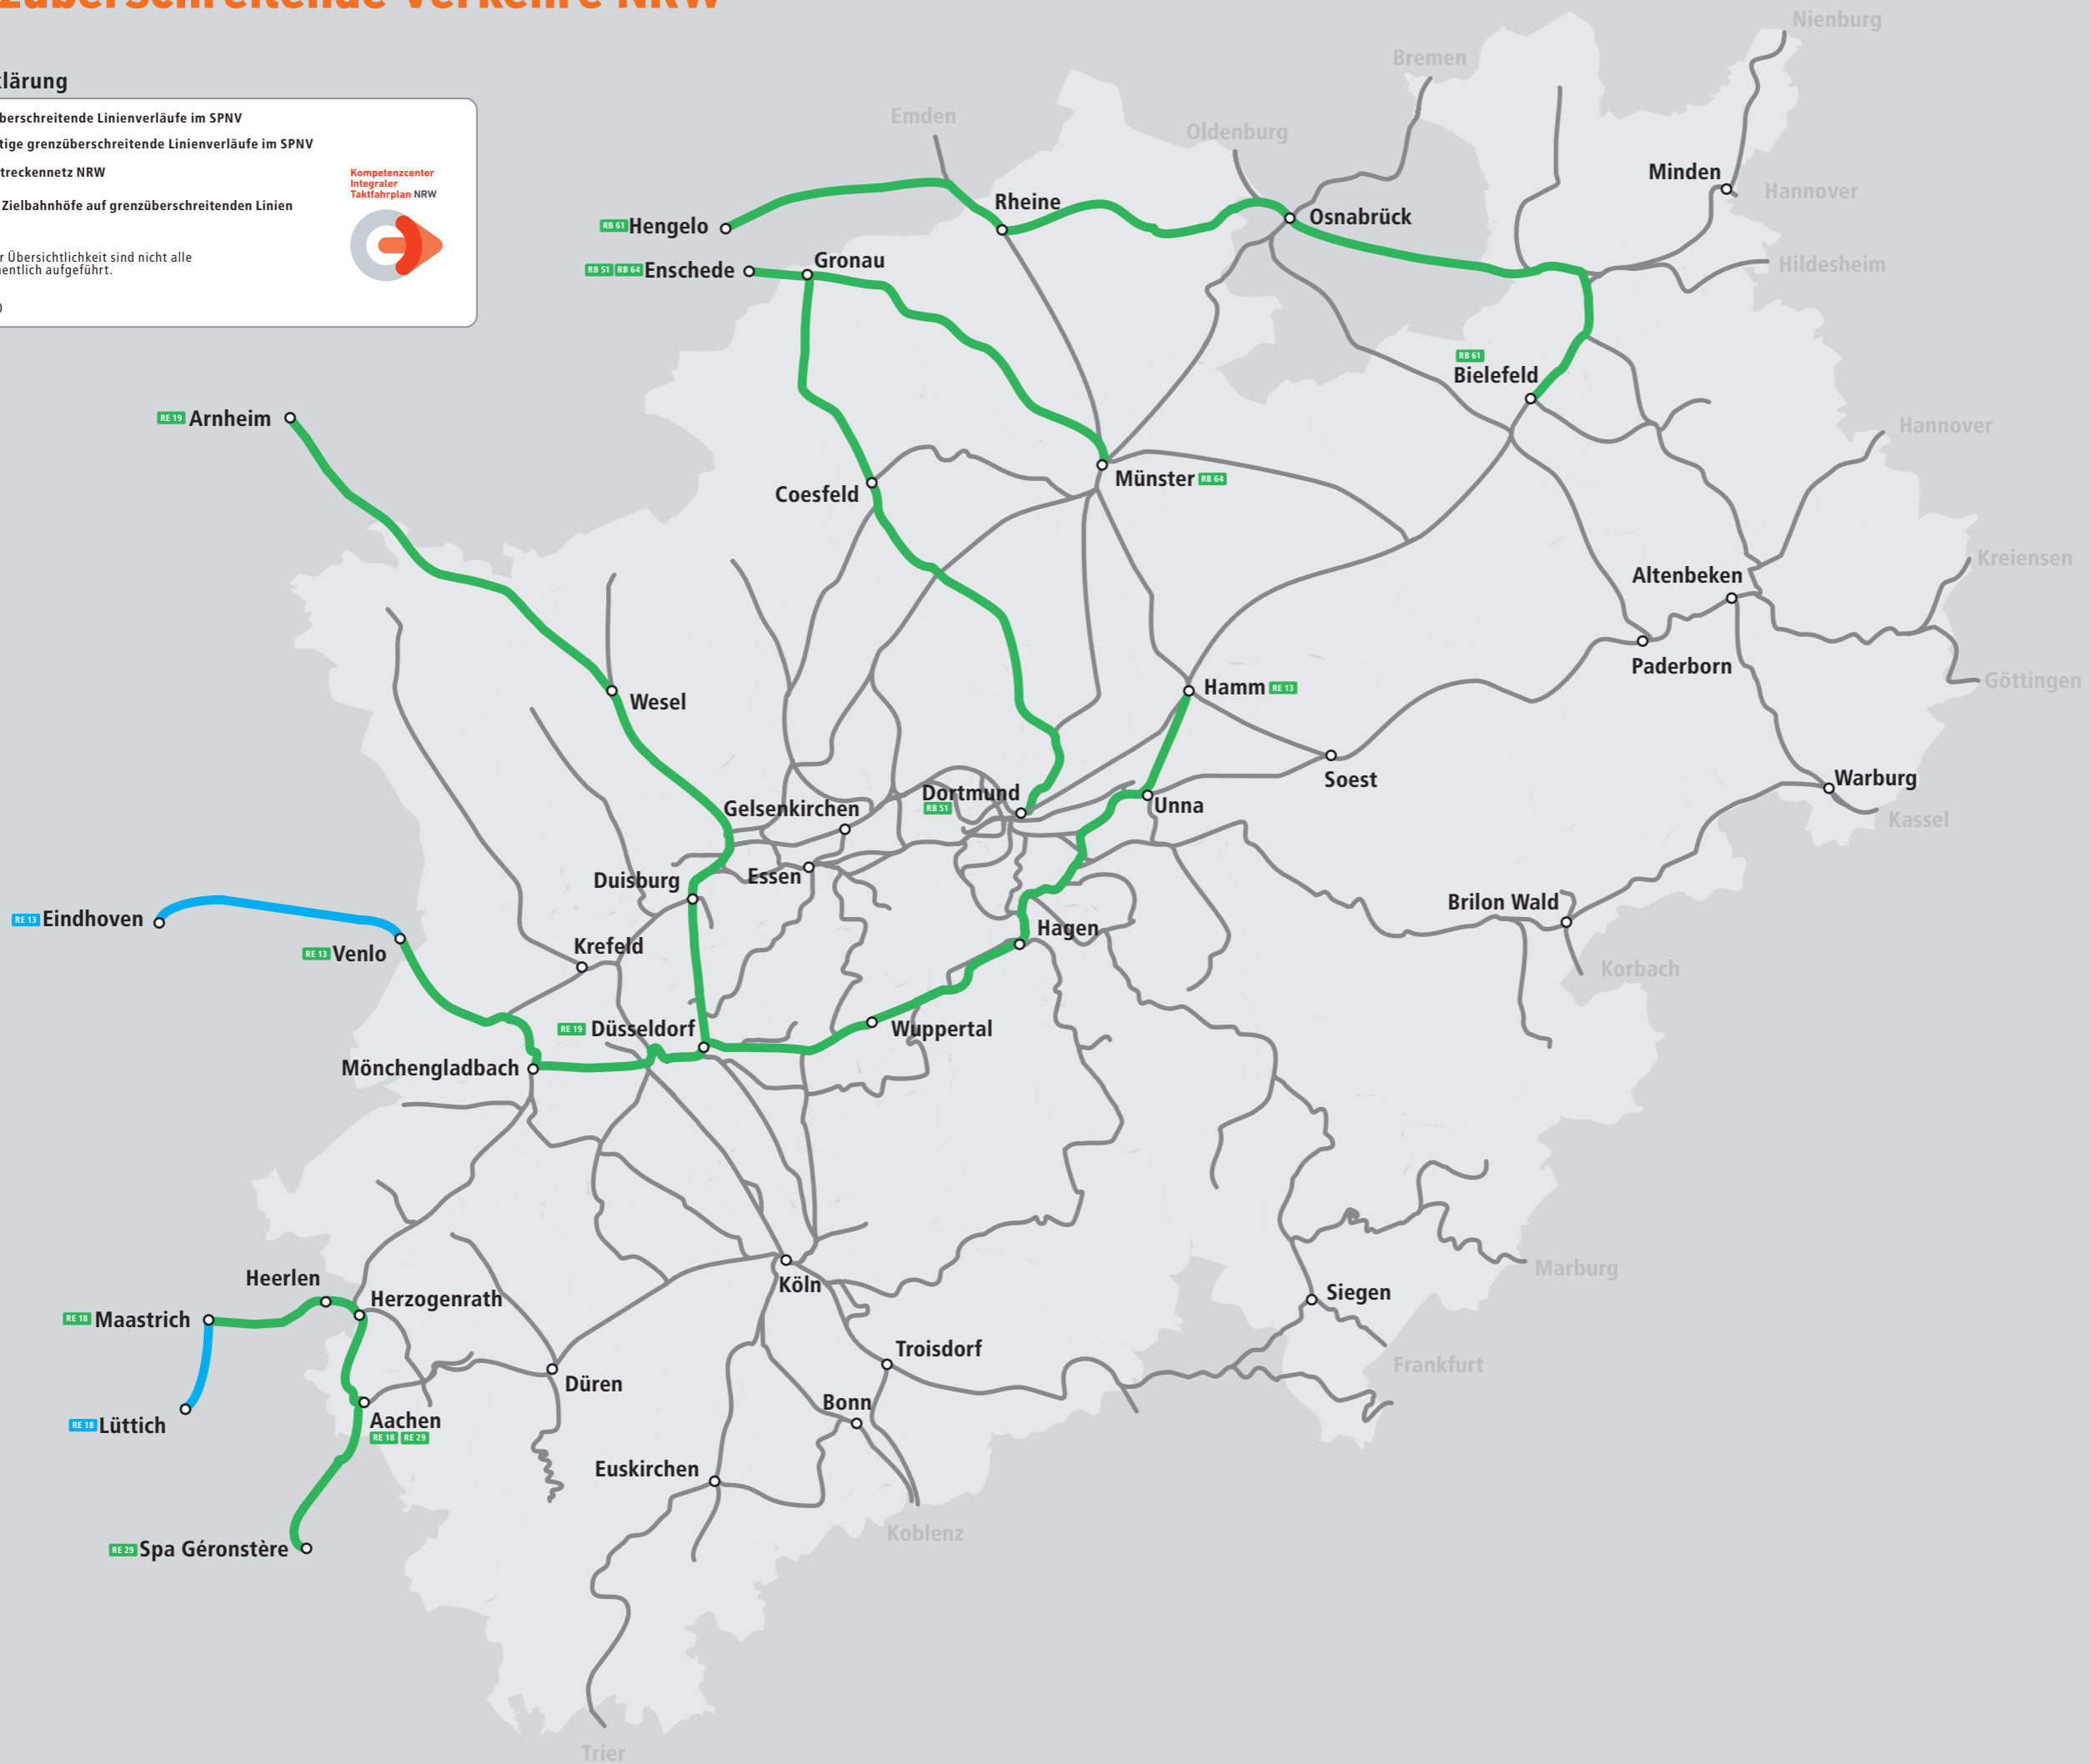 zuberschreitende Verkehre NRW
klärung
berschreitende Linienverläufe im SPNV
tige grenzüberschreitende Linienverläufe im SPNV
treckennetz NRW
Zielbahnhöfe auf grenzüberschreitenden Linien
r Übersichtlichkeit sind nicht alle
entlich aufgeführt.
Kompetenzcenter
Integraler
Taktfahrplan NRW
Nienburg
Bremen
Emden
Oldenburg
Minden
Hannover
Rheine
Osnabrück
RB 61 Hengelo
Gronau
Hildesheim
RB 51 RB 64 Enschede
RB 61
Bielefeld
RE 19 Arnheim
Hannover
Münster RB 64
Coesfeld
Kreiensen
Altenbeken
Paderborn
Göttingen
Hamm RE 13
Wesel
Soest
Warburg
Dortmund
RB 51
Gelsenkirchen
Unna
Kassel
Essen
Duisburg
Brilon Wald
RE 13 Eindhoven
Hagen
Krefeld
RE 13 Venlo
Korbach
RE 19 Düsseldorf
Wuppertal
Mönchengladbach
Marburg
Heerlen
Köln
Siegen
Herzogenrath
RE 18 Maastrich
Troisdorf
Frankfurt
Düren
Bonn
Aachen
RE 18 RE 29
RE 18 Lüttich
Euskirchen
Koblenz
RE 29 Spa Géronstère
Trier